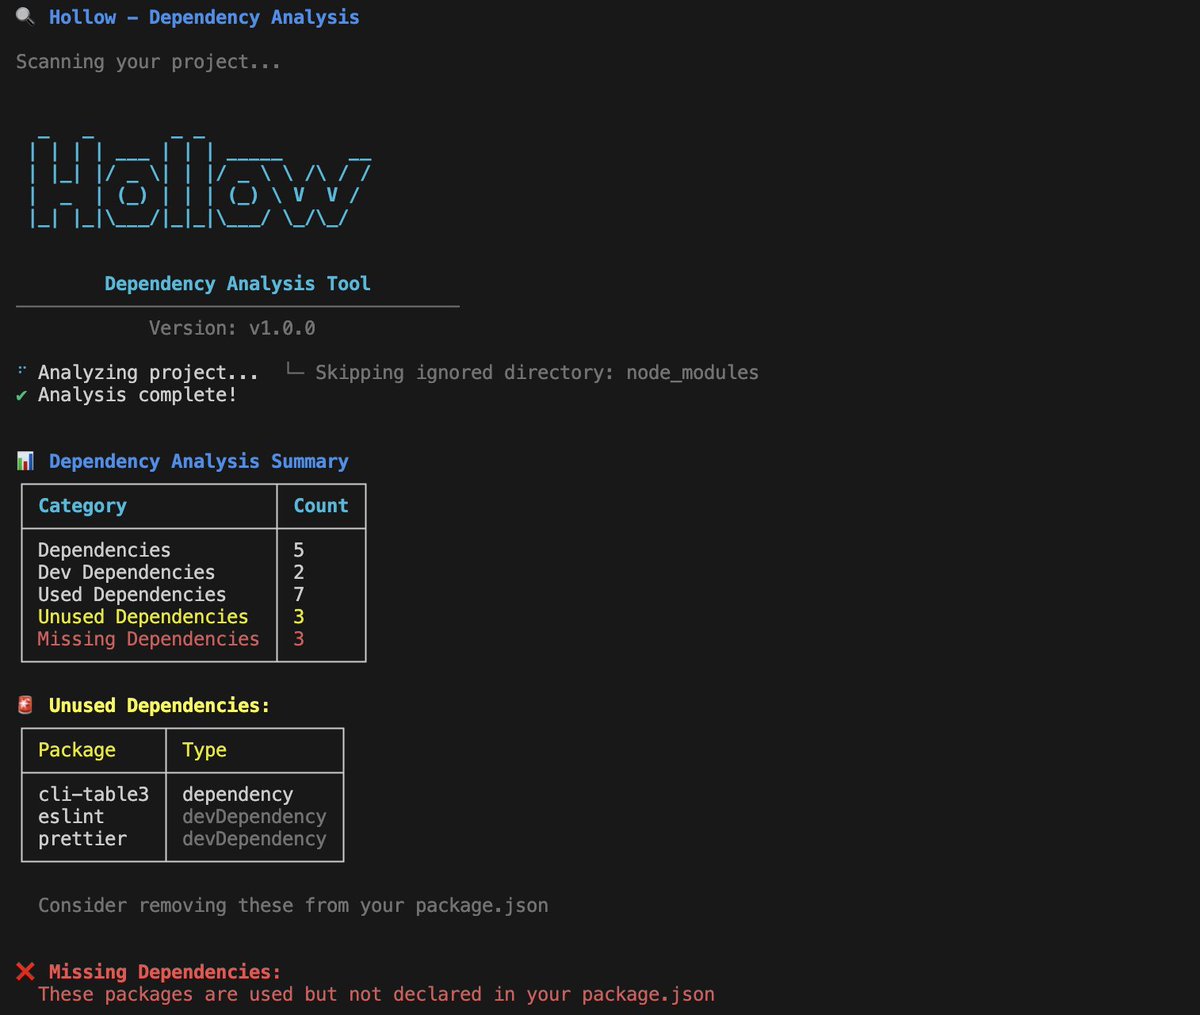 🔍 Hollow – Dependency Analysis
Scanning your project...
Hollow
Dependency Analysis Tool
Version: v1.0.0
Analyzing project... └─ Skipping ignored directory: node_modules
✔ Analysis complete!
📊 Dependency Analysis Summary
Category Count
Dependencies 5
Dev Dependencies 2
Used Dependencies 7
Unused Dependencies 3
Missing Dependencies 3
🚨 Unused Dependencies:
Package Type
cli-table3 dependency
eslint devDependency
prettier devDependency
Consider removing these from your package.json
❌ Missing Dependencies:
These packages are used but not declared in your package.json